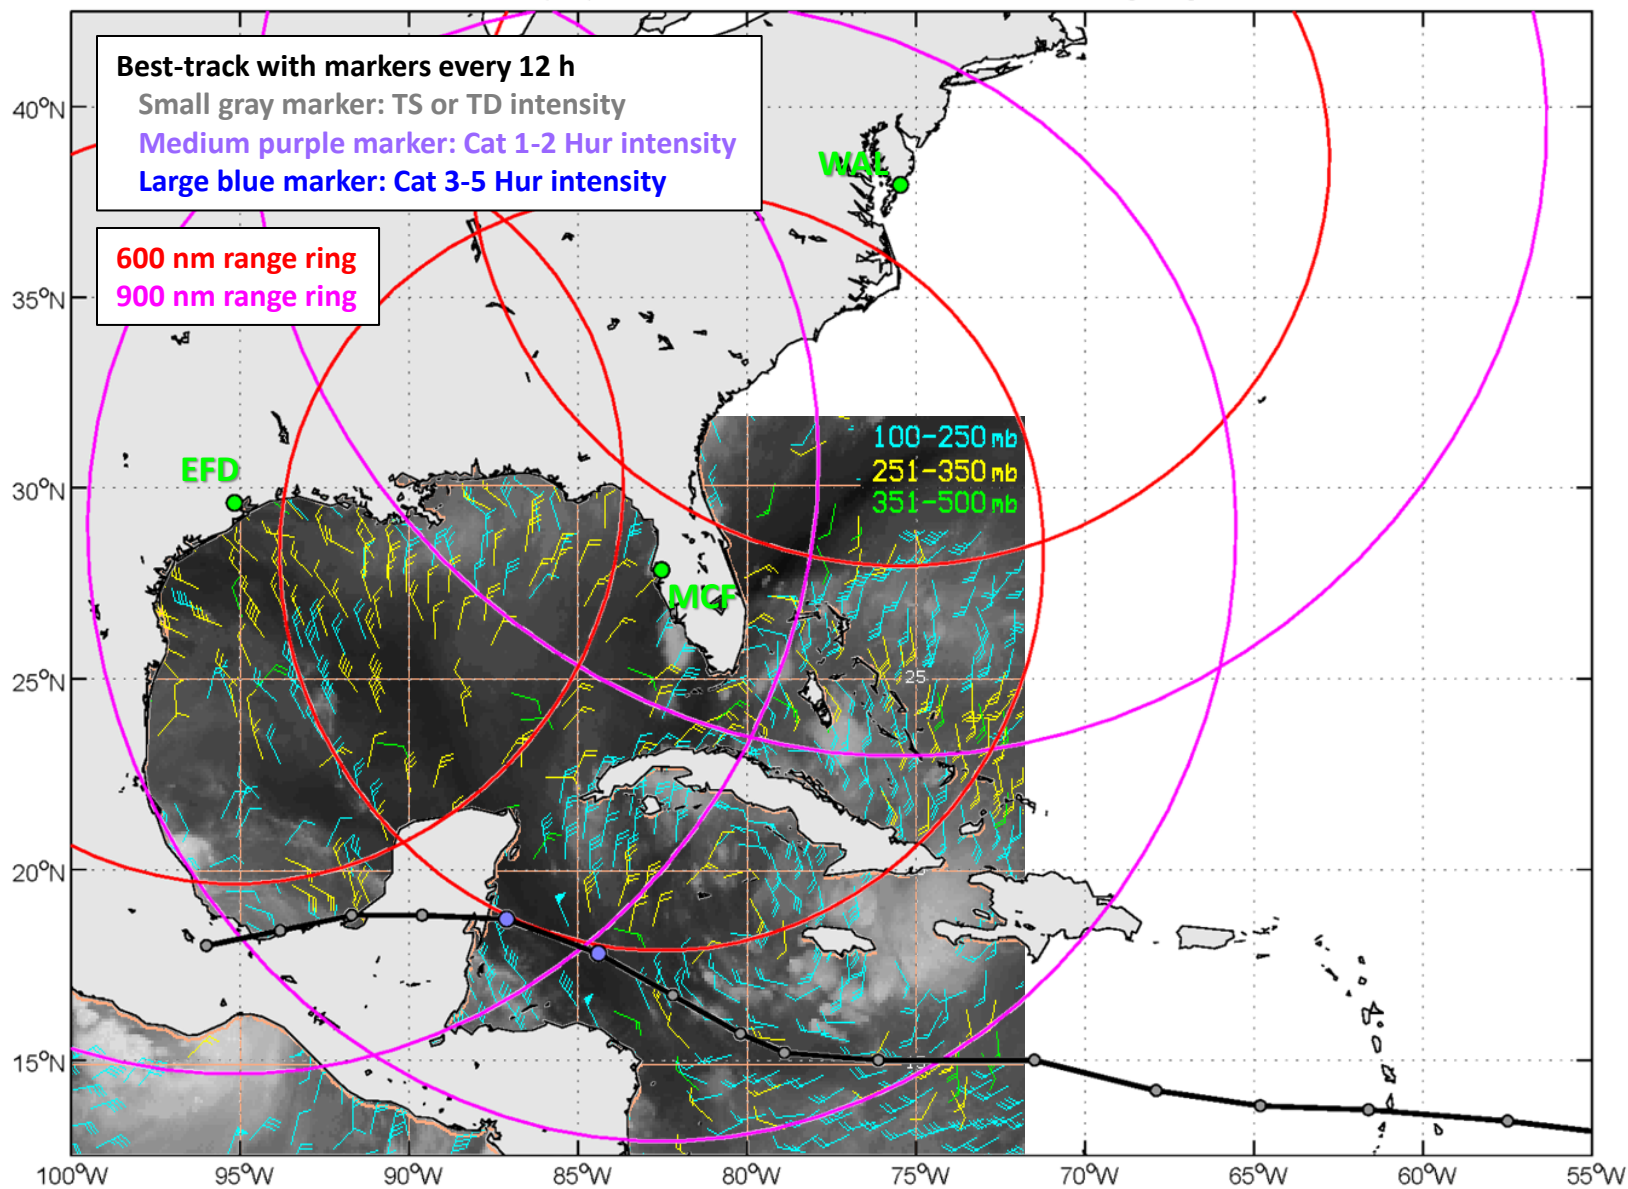 Best-track with markers every 12 h
Small gray marker: TS or TD intensity
Medium purple marker: Cat 1-2 Hur intensity
Large blue marker: Cat 3-5 Hur intensity
600 nm range ring
900 nm range ring
WAL
EFD
MCF
100-250 mb
251-350 mb
351-500 mb
25
15
40°N
35°N
30°N
25°N
20°N
15°N
100°W
95°W
90°W
85°W
80°W
75°W
70°W
65°W
60°W
55°W